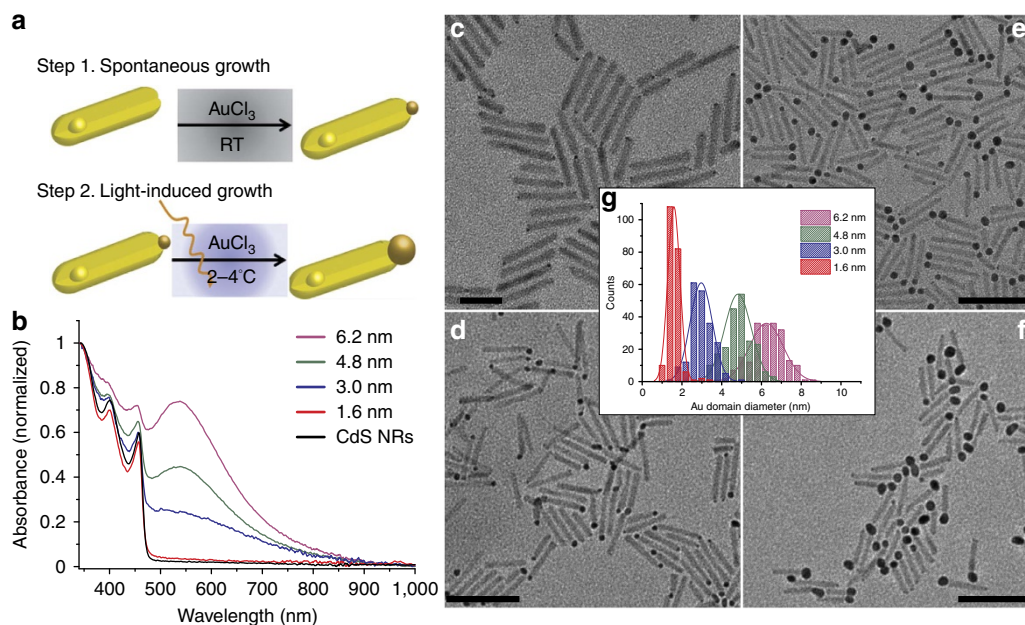 a
Step 1. Spontaneous growth
AuCl3
RT
Step 2. Light-induced growth
AuCl3
2–4°C
b
Absorbance (normalized)
1
0.8
0.6
0.4
0.2
0
6.2 nm
4.8 nm
3.0 nm
1.6 nm
CdS NRs
400 500 600 700 800 900 1,000
Wavelength (nm)
c
e
g
Counts
100
80
60
40
20
0
6.2 nm
4.8 nm
3.0 nm
1.6 nm
0 2 4 6 8 10
Au domain diameter (nm)
d
f